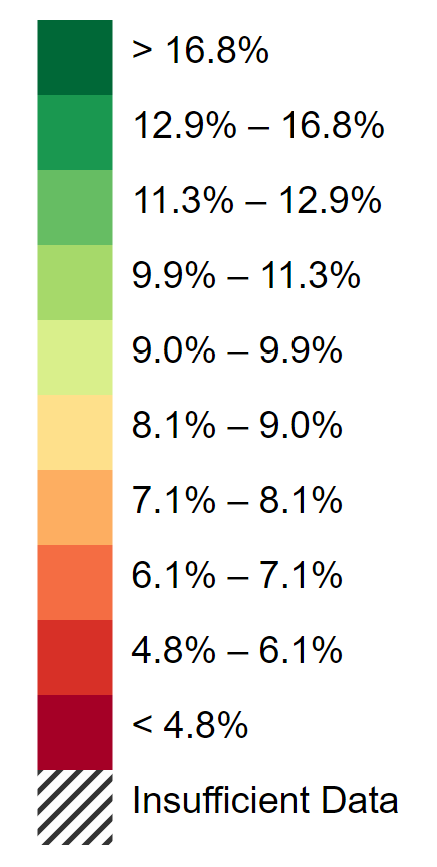 > 16.8%
12.9% – 16.8%
11.3% – 12.9%
9.9% – 11.3%
9.0% – 9.9%
8.1% – 9.0%
7.1% – 8.1%
6.1% – 7.1%
4.8% – 6.1%
< 4.8%
Insufficient Data